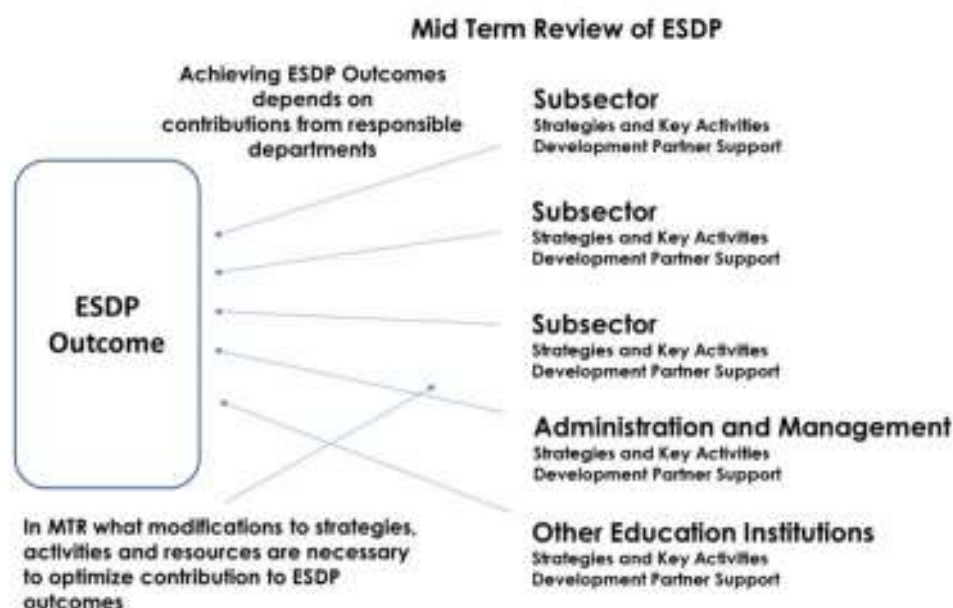 Mid Term Review of ESDP
Achieving ESDP Outcomes
depends on
contributions from responsible
departments
Subsector
Strategies and Key Activities
Development Partner Support
Subsector
Strategies and Key Activities
Development Partner Support
ESDP
Outcome
Subsector
Strategies and Key Activities
Development Partner Support
Administration and Management
Strategies and Key Activities
Development Partner Support
In MTR what modifications to strategies,
activities and resources are necessary
to optimize contribution to ESDP
outcomes
Other Education Institutions
Strategies and Key Activities
Development Partner Support